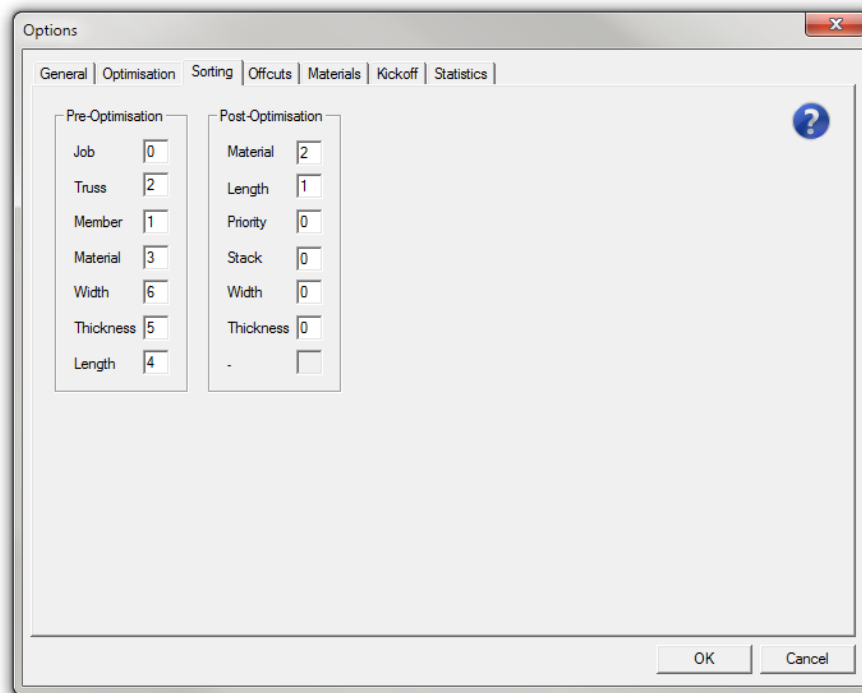 Options
General Optimisation Sorting Offcuts Materials Kickoff Statistics
Pre-Optimisation
Job 0
Truss 2
Member 1
Material 3
Width 6
Thickness 5
Length 4
Post-Optimisation
Material 2
Length 1
Priority 0
Stack 0
Width 0
Thickness 0
-
?
OK Cancel